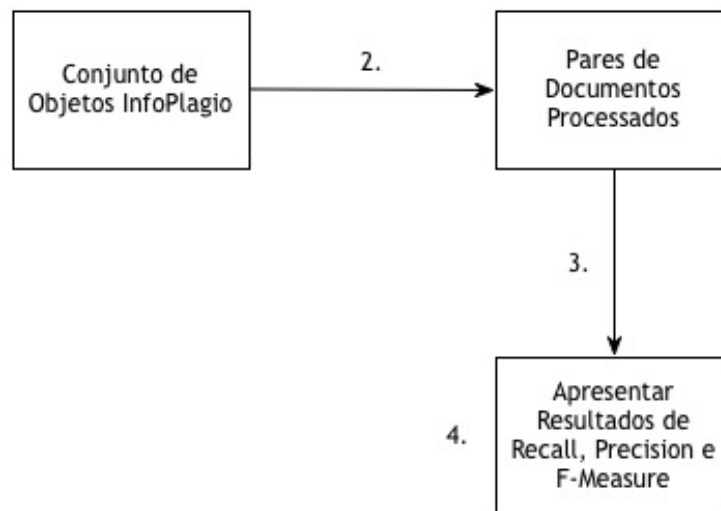 Conjunto de
Objetos InfoPlagio
2.
Pares de
Documentos
Processados
3.
4.
Apresentar
Resultados de
Recall, Precision e
F-Measure